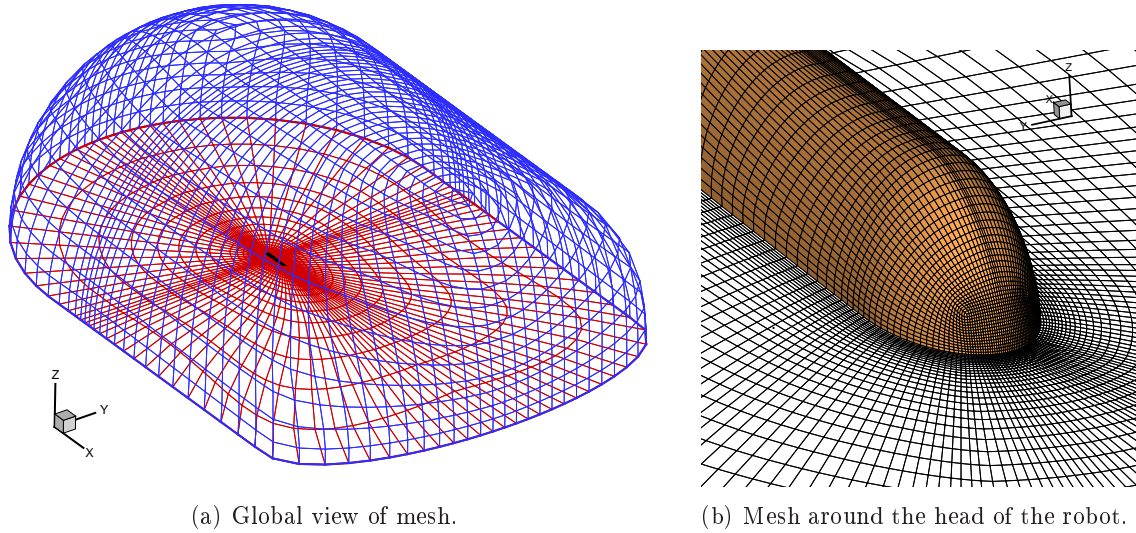 Z
Y
X
Z
X
Y
(a) Global view of mesh.
(b) Mesh around the head of the robot.